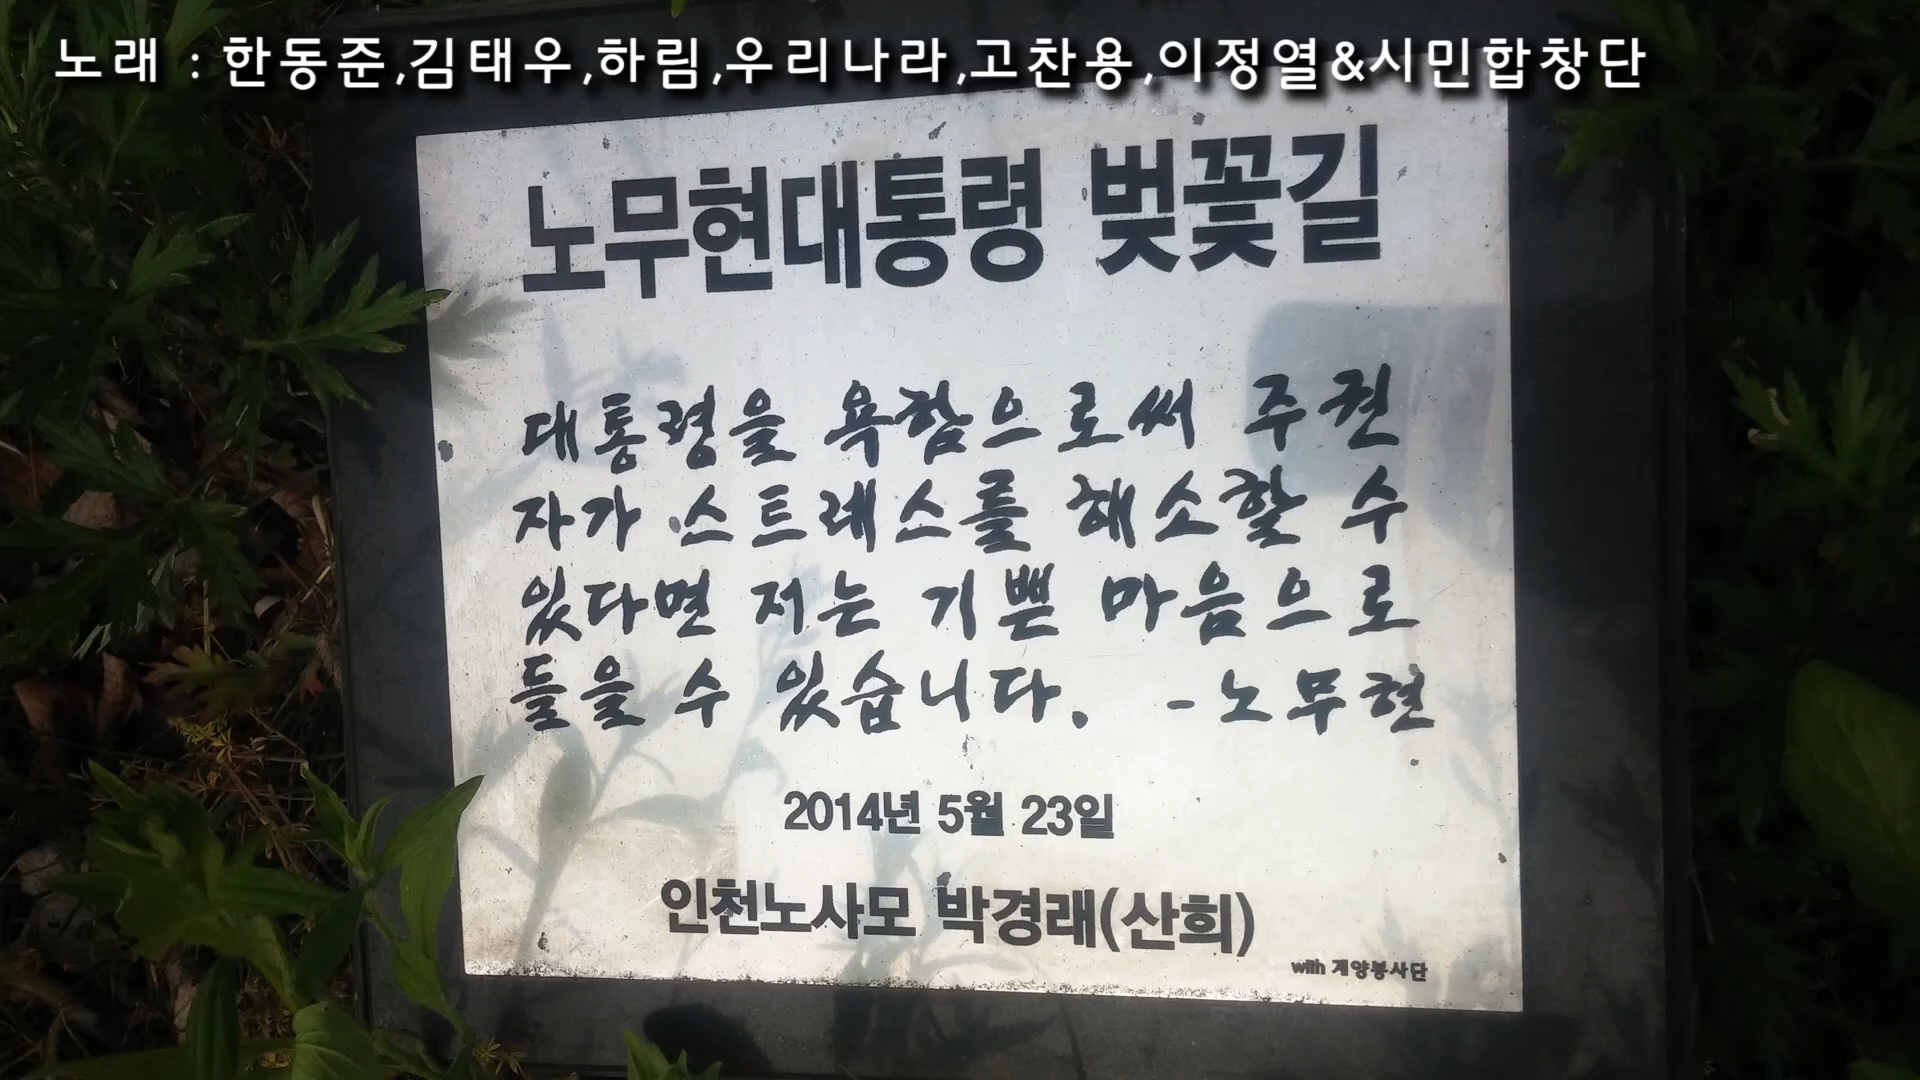 노래 : 한동준,김태우,하림,우리나라,고찬용,이정열&시민합창단
노무현대통령 벚꽃길
대통령을 욕함으로써 주권
자가 스트레스를 해소할 수
있다면 저는 기쁜 마음으로
들을 수 있습니다. -노무현
2014년 5월 23일
인천노사모 박경래(산희)
with 계양봉사단